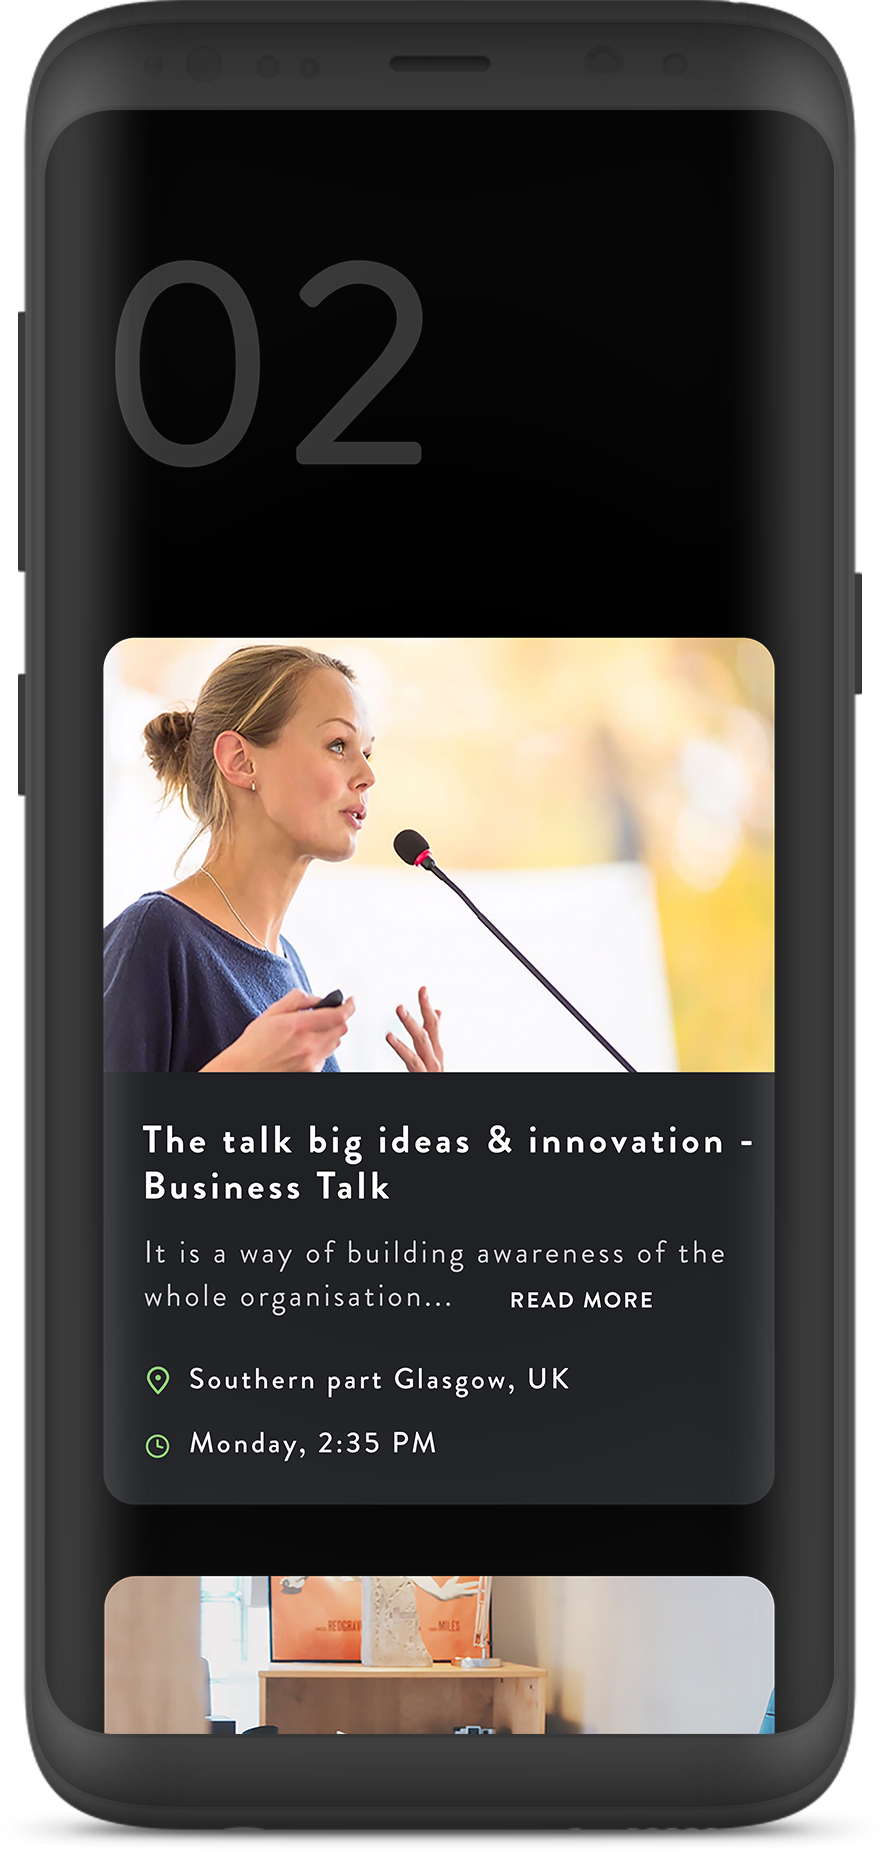 02
The talk big ideas & innovation -
Business Talk
It is a way of building awareness of the
whole organisation... READ MORE
Southern part Glasgow, UK
Monday, 2:35 PM
MILES